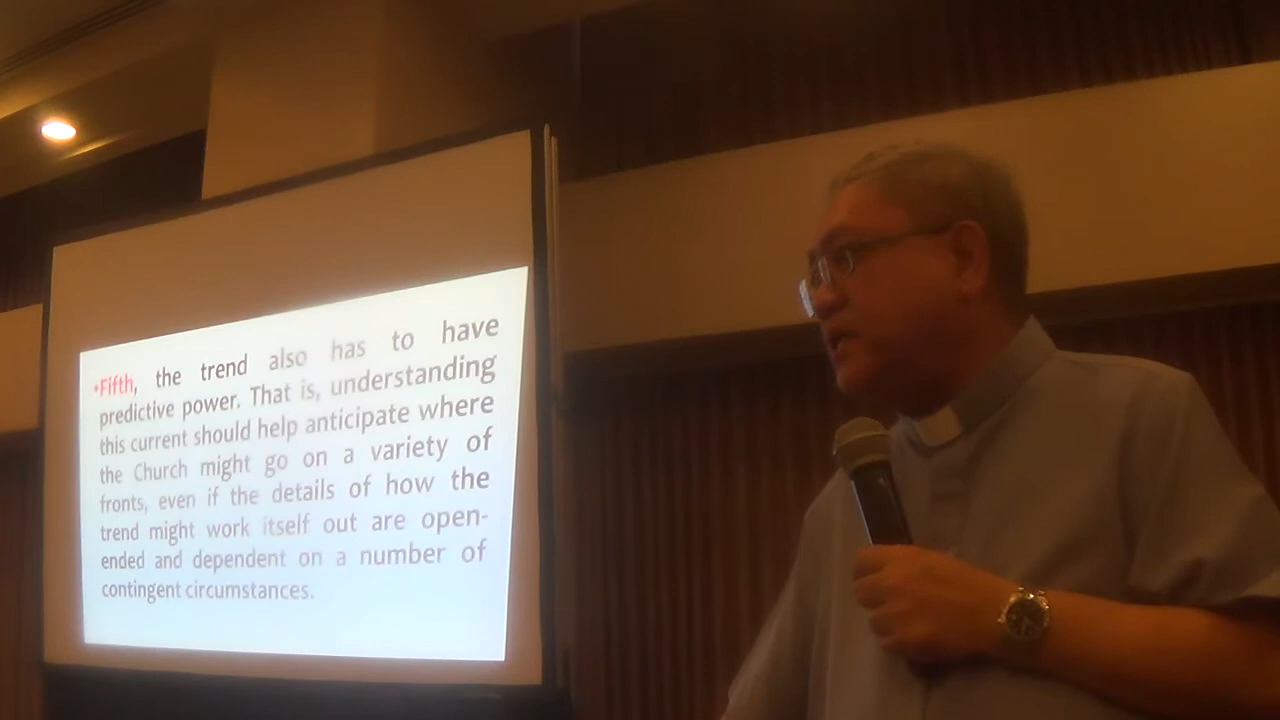 •Fifth, the trend also has to have
predictive power. That is, understanding
this current should help anticipate where
the Church might go on a variety of
fronts, even if the details of how the
trend might work itself out are open-
ended and dependent on a number of
contingent circumstances.